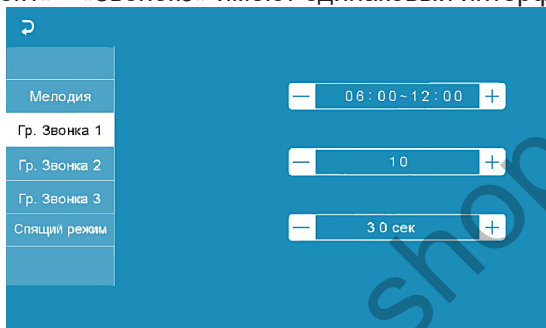 Мелодия
Гр. Звонка 1
Гр. Звонка 2
Гр. Звонка 3
Спящий режим
— 06:00~12:00 +
— 10 +
— 30 сек +
shop